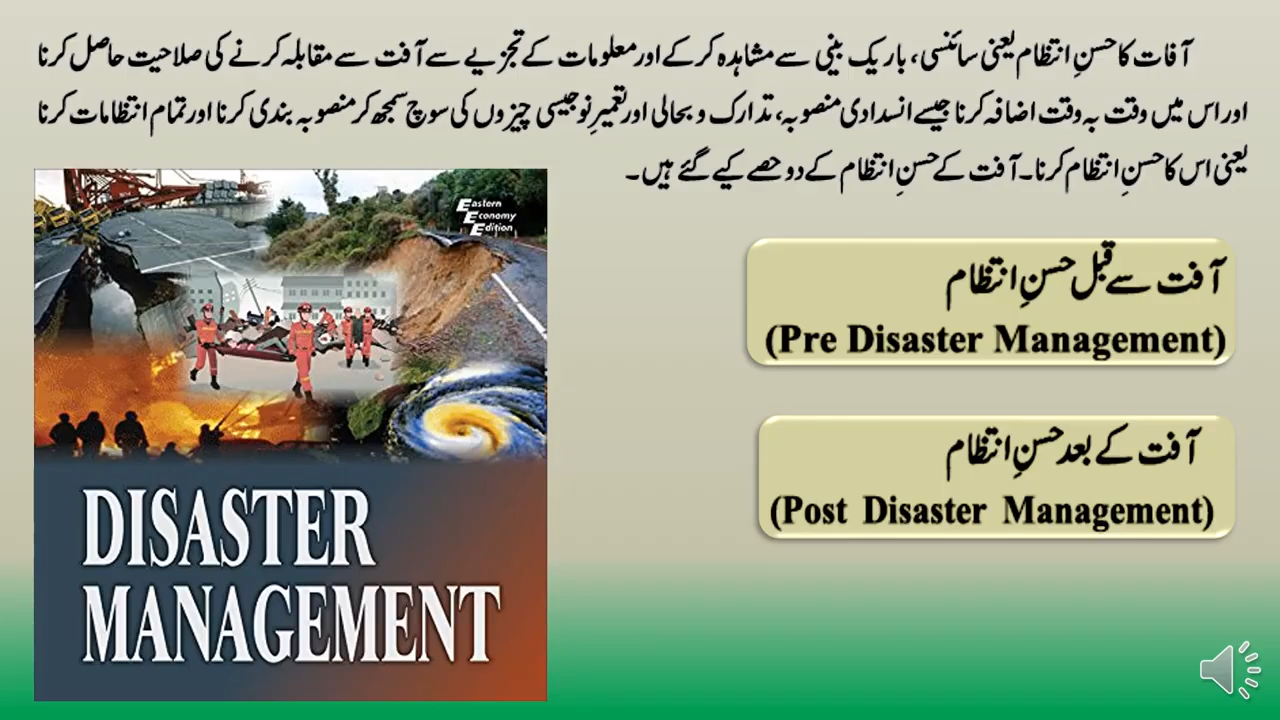 آفات کا حسنِ انتظام یعنی سائنسی، باریک بینی سے مشاہدہ کرکے اور معلومات کے تجزیے سے آفت سے مقابلہ کرنے کی صلاحیت حاصل کرنا
اور اس میں وقت بہ وقت اضافہ کرنا جیسے انسدادی منصوبہ، تدارک و بحالی اور تعمیرِ نو جیسی چیزوں کی سوچ سمجھ کر منصوبہ بندی کرنا اور تمام انتظامات کرنا
یعنی اس کا حسنِ انتظام کرنا۔ آفت کے حسنِ انتظام کے دو حصے کیے گئے ہیں۔
آفت سے قبل حسنِ انتظام
(Pre Disaster Management)
آفت کے بعد حسنِ انتظام
(Post Disaster Management)
Eastern
Economy
Edition
DISASTER
MANAGEMENT